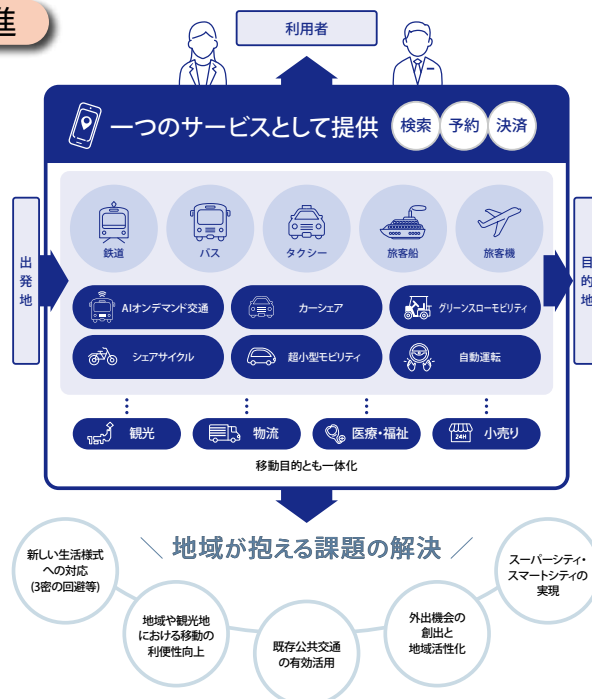 進
利用者
一つのサービスとして提供
検索
予約
決済
出発地
目的地
鉄道
バス
タクシー
旅客船
旅客機
AIオンデマンド交通
カーシェア
グリーンスローモビリティ
シェアサイクル
超小型モビリティ
自動運転
観光
物流
医療・福祉
24H
小売り
移動目的とも一体化
地域が抱える課題の解決
新しい生活様式
への対応
(3密の回避等)
地域や観光地
における移動の
利便性向上
既存公共交通
の有効活用
外出機会の
創出と
地域活性化
スーパーシティ・
スマートシティの
実現